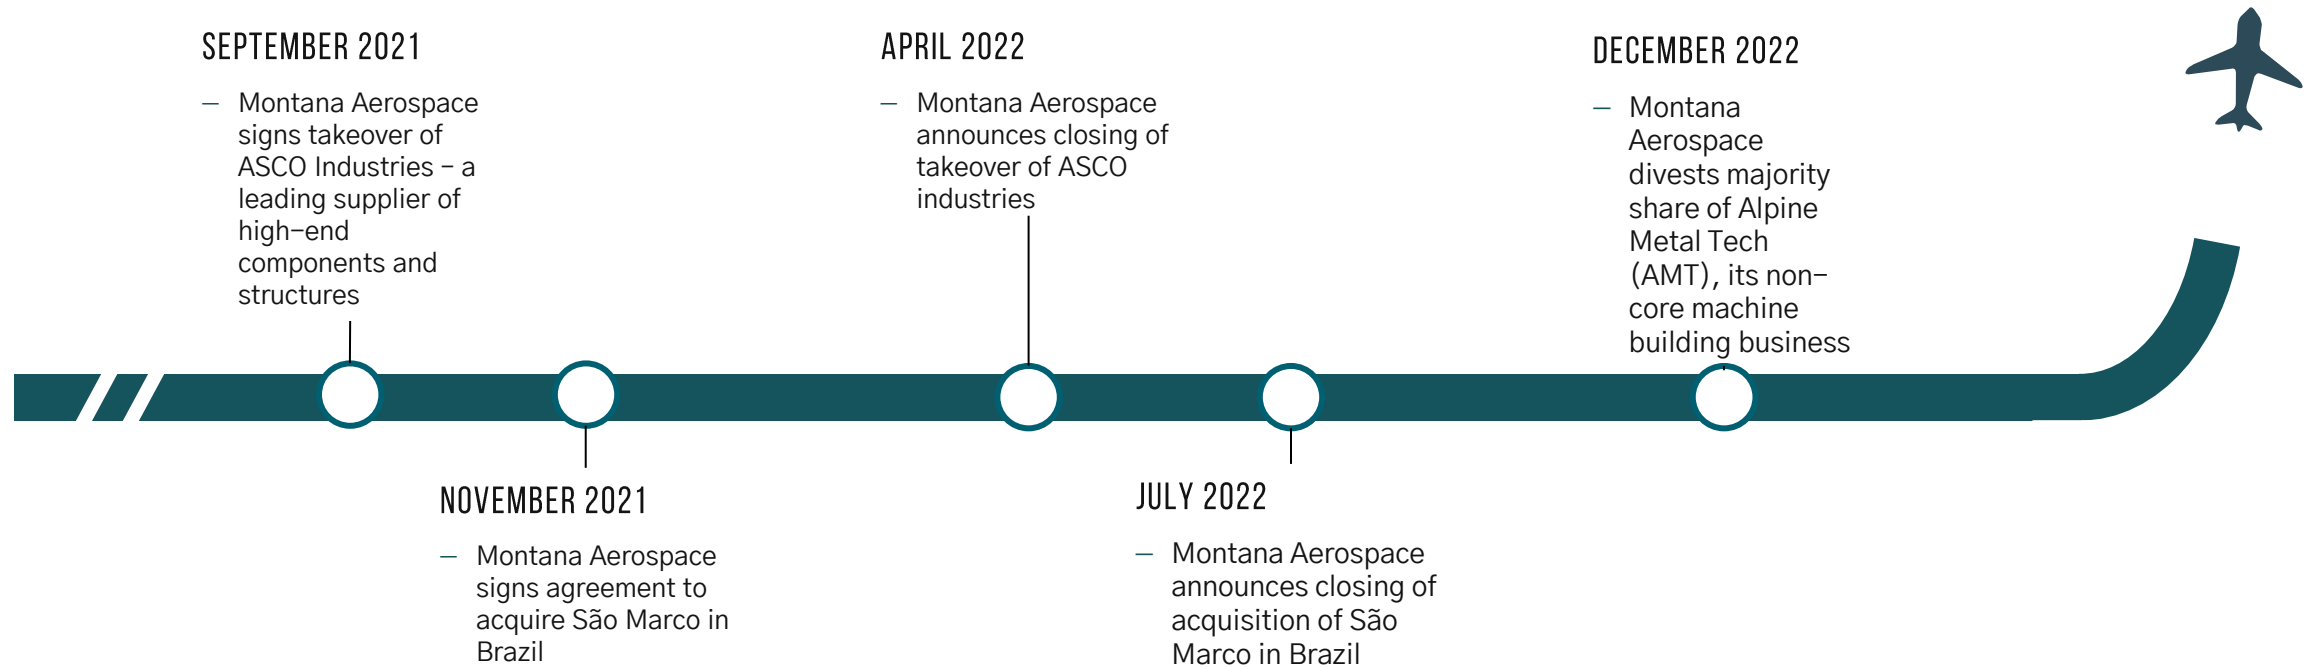 SEPTEMBER 2021
– Montana Aerospace
signs takeover of
ASCO Industries – a
leading supplier of
high-end
components and
structures
NOVEMBER 2021
– Montana Aerospace
signs agreement to
acquire São Marco in
Brazil
APRIL 2022
– Montana Aerospace
announces closing of
takeover of ASCO
industries
JULY 2022
– Montana Aerospace
announces closing of
acquisition of São
Marco in Brazil
DECEMBER 2022
– Montana
Aerospace
divests majority
share of Alpine
Metal Tech
(AMT), its non-
core machine
building business